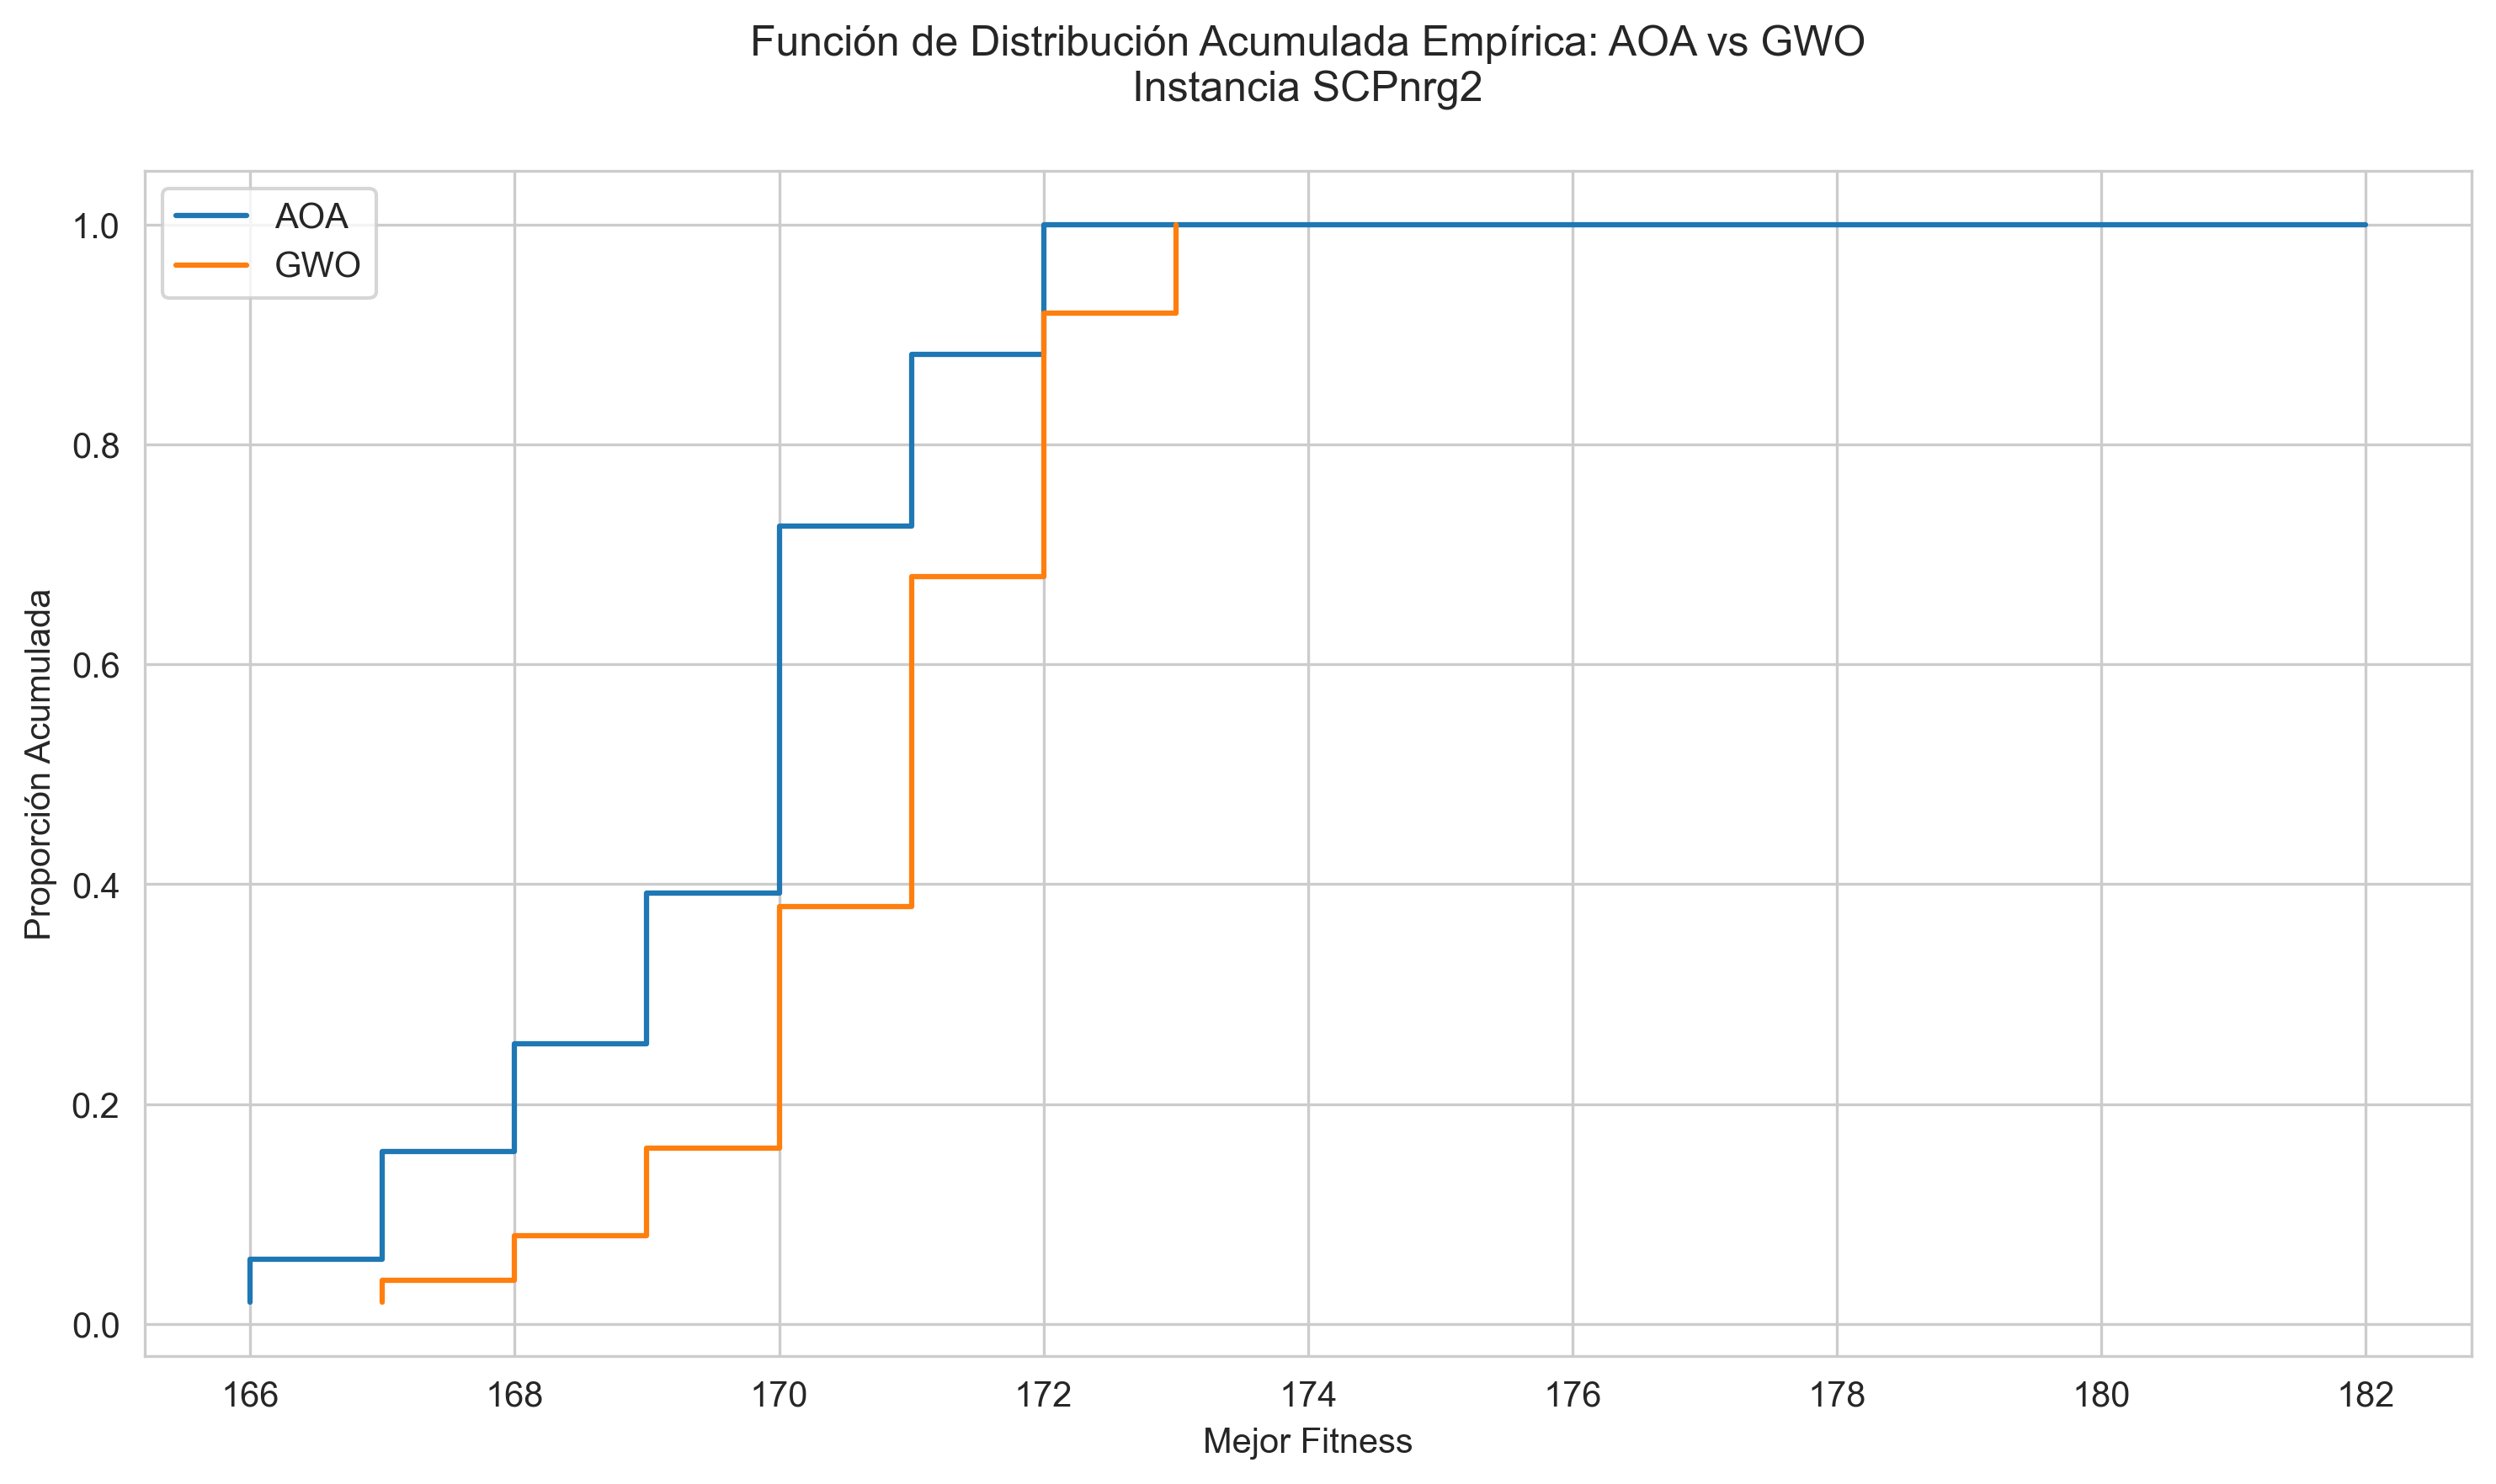 Función de Distribución Acumulada Empírica: AOA vs GWO
Instancia SCPnrg2
AOA
GWO
1.0
0.8
0.6
0.4
0.2
0.0
Proporción Acumulada
166 168 170 172 174 176 178 180 182
Mejor Fitness